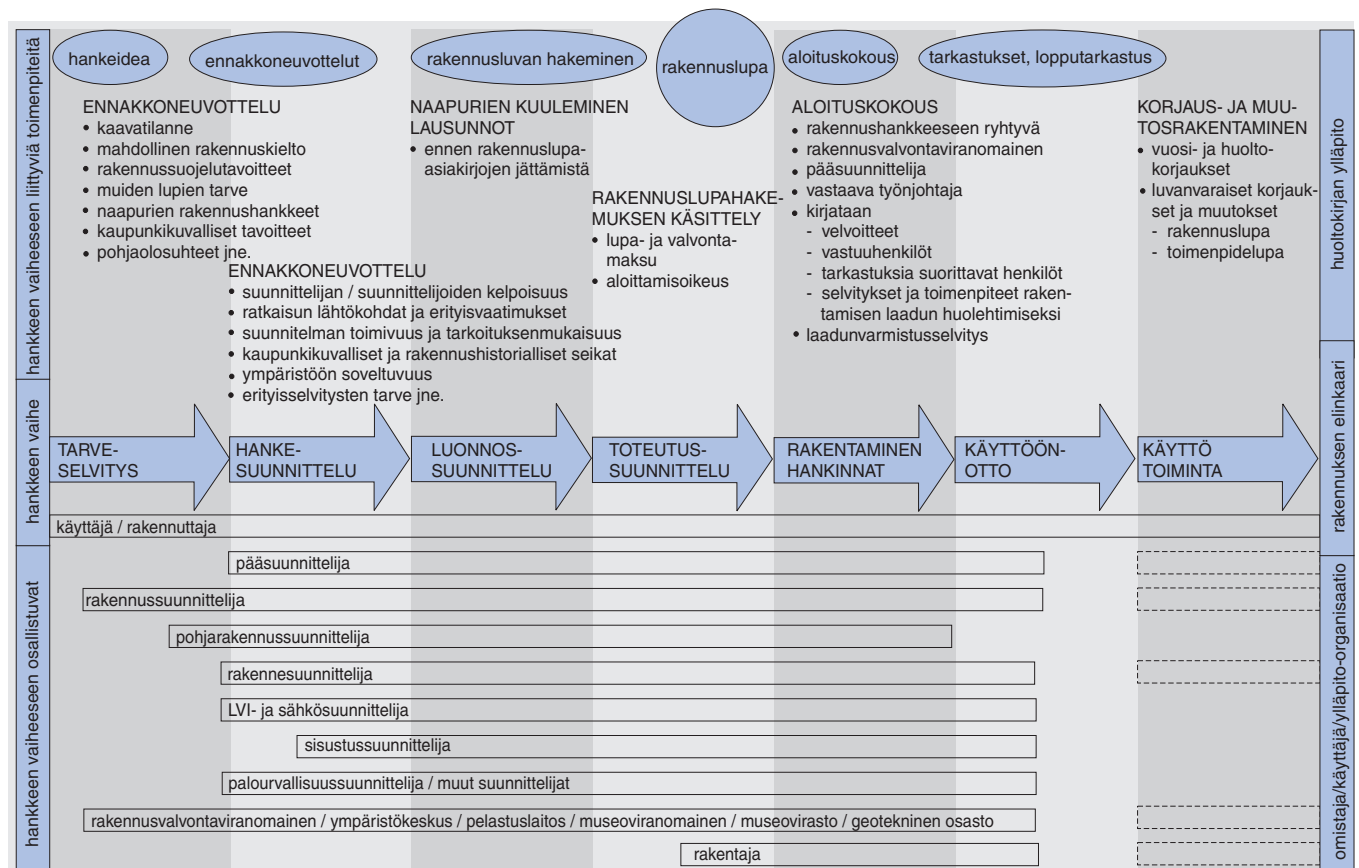 hankkeen vaiheeseen liittyviä toimenpiteitä
hankeidea
ennakkoneuvottelut
rakennusluvan hakeminen
rakennuslupa
aloituskokous
tarkastukset, lopputarkastus
huoltokirjan ylläpito
ENNAKKONEUVOTTELU
• kaavatilanne
• mahdollinen rakennuskielto
• rakennussuojelutavoitteet
• muiden lupien tarve
• naapurien rakennushankkeet
• kaupunkikuvalliset tavoitteet
• pohjaolosuhteet jne.
ENNAKKONEUVOTTELU
• suunnittelijan / suunnittelijoiden kelpoisuus
• ratkaisun lähtökohdat ja erityisvaatimukset
• suunnitelman toimivuus ja tarkoituksenmukaisuus
• kaupunkikuvalliset ja rakennushistorialliset seikat
• ympäristöön soveltuvuus
• erityisselvitysten tarve jne.
NAAPURIEN KUULEMINEN
LAUSUNNOT
• ennen rakennuslupa-
asiakirjojen jättämistä
RAKENNUSLUPAHAKE-
MUKSEN KÄSITTELY
• lupa- ja valvonta-
maksu
• aloittamisoikeus
ALOITUSKOKOUS
• rakennushankkeeseen ryhtyvä
• rakennusvalvontaviranomainen
• pääsuunnittelija
• vastaava työnjohtaja
• kirjataan
- velvoitteet
- vastuuhenkilöt
- tarkastuksia suorittavat henkilöt
- selvitykset ja toimenpiteet raken-
tamisen laadun huolehtimiseksi
• laadunvarmistusselvitys
KORJAUS- JA MUU-
TOSRAKENTAMINEN
• vuosi- ja huolto-
korjaukset
• luvanvaraiset korjauk-
set ja muutokset
- rakennuslupa
- toimenpidelupa
hankkeen vaihe
TARVE-
SELVITYS
HANKE-
SUUNNITTELU
LUONNOS-
SUUNNITTELU
TOTEUTUS-
SUUNNITTELU
RAKENTAMINEN
HANKINNAT
KÄYTTÖÖN-
OTTO
KÄYTTÖ
TOIMINTA
rakennuksen elinkaari
käyttäjä / rakennuttaja
hankkeen vaiheeseen osallistuvat
pääsuunnittelija
rakennussuunnittelija
pohjarakennussuunnittelija
rakennesuunnittelija
LVI- ja sähkösuunnittelija
sisustussuunnittelija
palourvallisuussuunnittelija / muut suunnittelijat
rakennusvalvontaviranomainen / ympäristökeskus / pelastuslaitos / museoviranomainen / museovirasto / geotekninen osasto
rakentaja
omistaja/käyttäjä/ylläpito-organisaatio